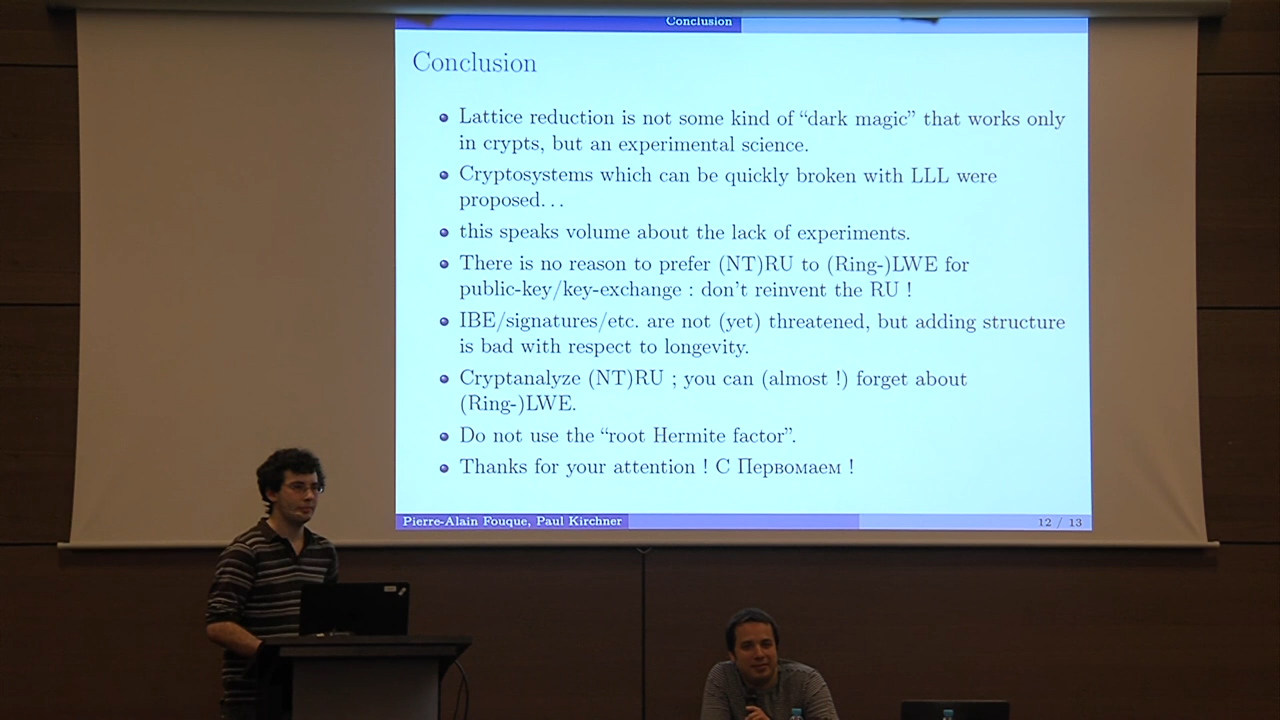 Conclusion
Conclusion
Lattice reduction is not some kind of “dark magic” that works only
in crypts, but an experimental science.
Cryptosystems which can be quickly broken with LLL were
proposed. . .
this speaks volume about the lack of experiments.
There is no reason to prefer (NT)RU to (Ring-)LWE for
public-key/key-exchange : don't reinvent the RU !
IBE/signatures/etc. are not (yet) threatened, but adding structure
is bad with respect to longevity.
Cryptanalyze (NT)RU ; you can (almost !) forget about
(Ring-)LWE.
Do not use the “root Hermite factor”.
Thanks for your attention ! С Первомаем !
Pierre-Alain Fouque, Paul Kirchner
12 / 13